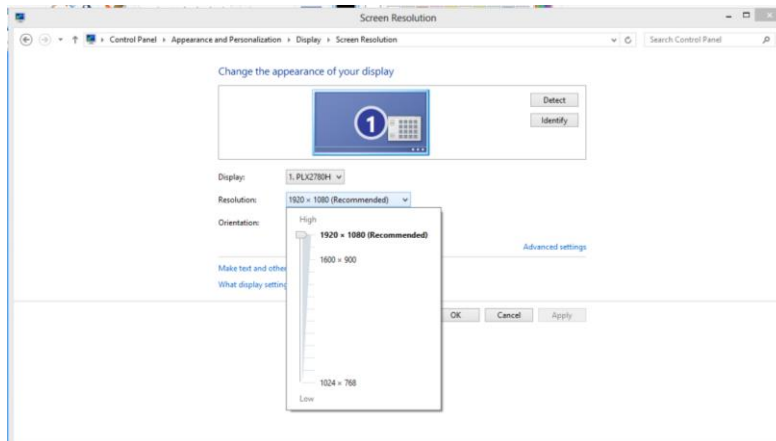 Screen Resolution
Control Panel › Appearance and Personalization › Display › Screen Resolution
Search Control Panel
Change the appearance of your display
1
Detect
Identify
Display: 1. PLX2780H
Resolution: 1920 × 1080 (Recommended)
Orientation:
High
1920 × 1080 (Recommended)
1600 × 900
Advanced settings
Make text and other
What display setting
OK Cancel Apply
1024 × 768
Low